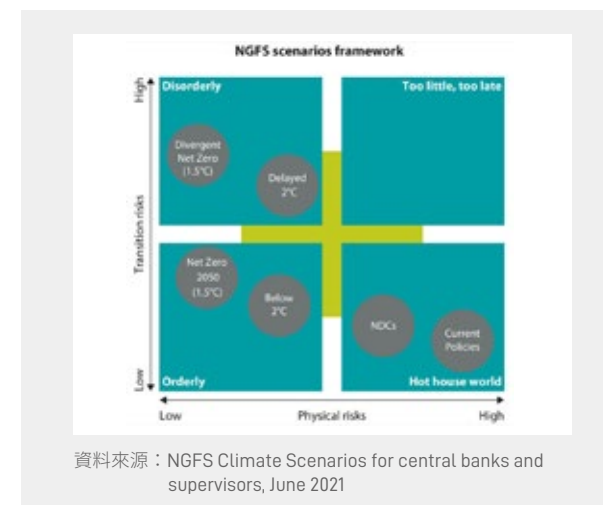 NGFS scenarios framework
High
Transition risks
Low
Disorderly
Too little, too late
Divergent
Net Zero
(1.5°C)
Delayed
2°C
Net Zero
2050
(1.5°C)
Below
2°C
NDCs
Current
Policies
Orderly
Hot house world
Low
Physical risks
High
資料來源：NGFS Climate Scenarios for central banks and
supervisors, June 2021